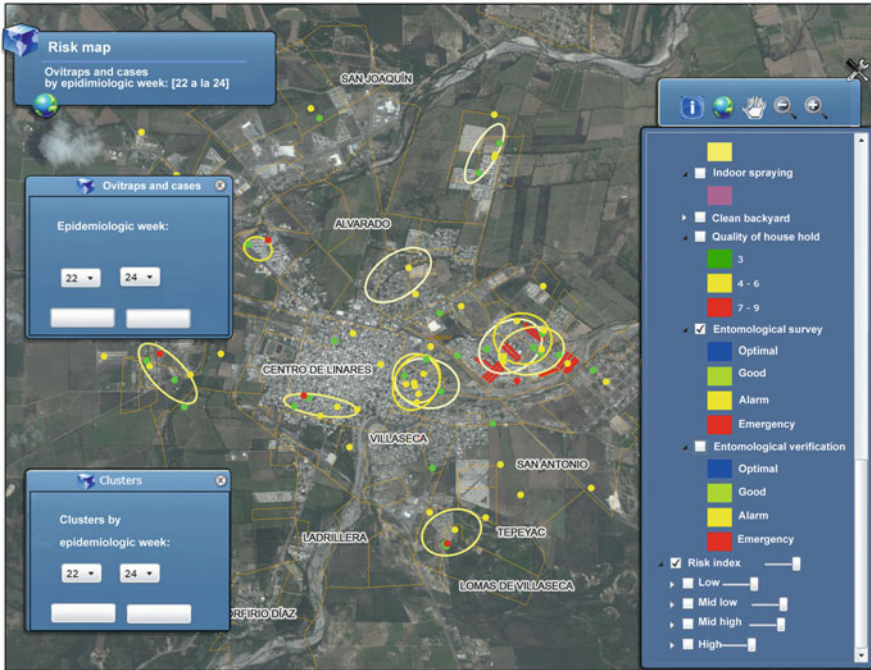 Risk map
Ovitraps and cases
by epidimiologic week: [22 a la 24]
SAN JOAQUÍN
Ovitraps and cases
Epidemiologic week:
22
24
ALVARADO
CENTRO DE LINARES
VILLASECA
SAN ANTONIO
LADRILLERA
TEPEYAC
LOMAS DE VILLASECA
ORFIRIO DÍAZ
Clusters
Clusters by
epidemiologic week:
22
24
Indoor spraying
Clean backyard
Quality of house hold
3
4 - 6
7 - 9
Entomological survey
Optimal
Good
Alarm
Emergency
Entomological verification
Optimal
Good
Alarm
Emergency
Risk index
Low
Mid low
Mid high
High